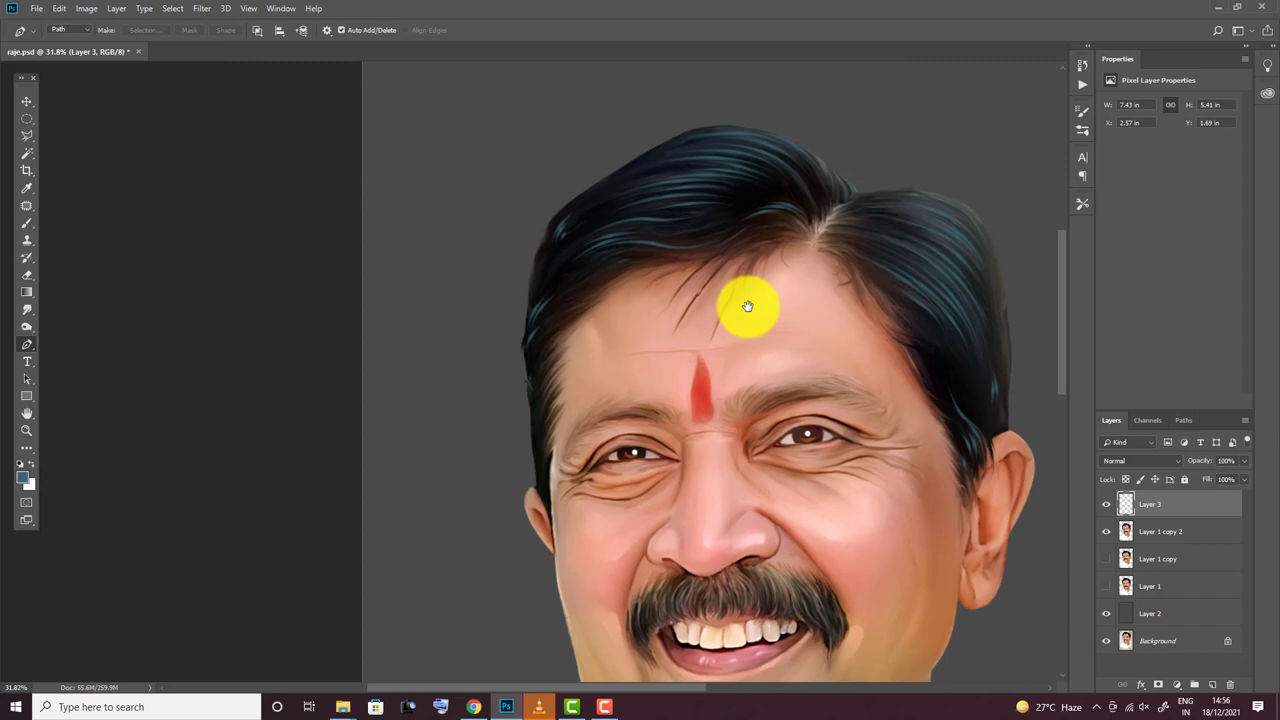 File Edit Image Layer Type Select Filter 3D View Window Help
Path Make: Selection... Mask Shape Auto Add/Delete Align Edges
raje.psd @ 31.8% (Layer 3, RGB/8) *
Properties
Pixel Layer Properties
W: 7.43 in H: 5.41 in
X: 2.57 in Y: 1.69 in
Layers Channels Paths
Kind
Normal Opacity: 100%
Lock: Fill: 100%
Layer 3
Layer 1 copy 2
Layer 1 copy
Layer 1
Layer 2
Background
31.82% Doc: 55.6M/259.9M
Type here to search
27°C Haze ENG 14:56
IN 18/12/2021